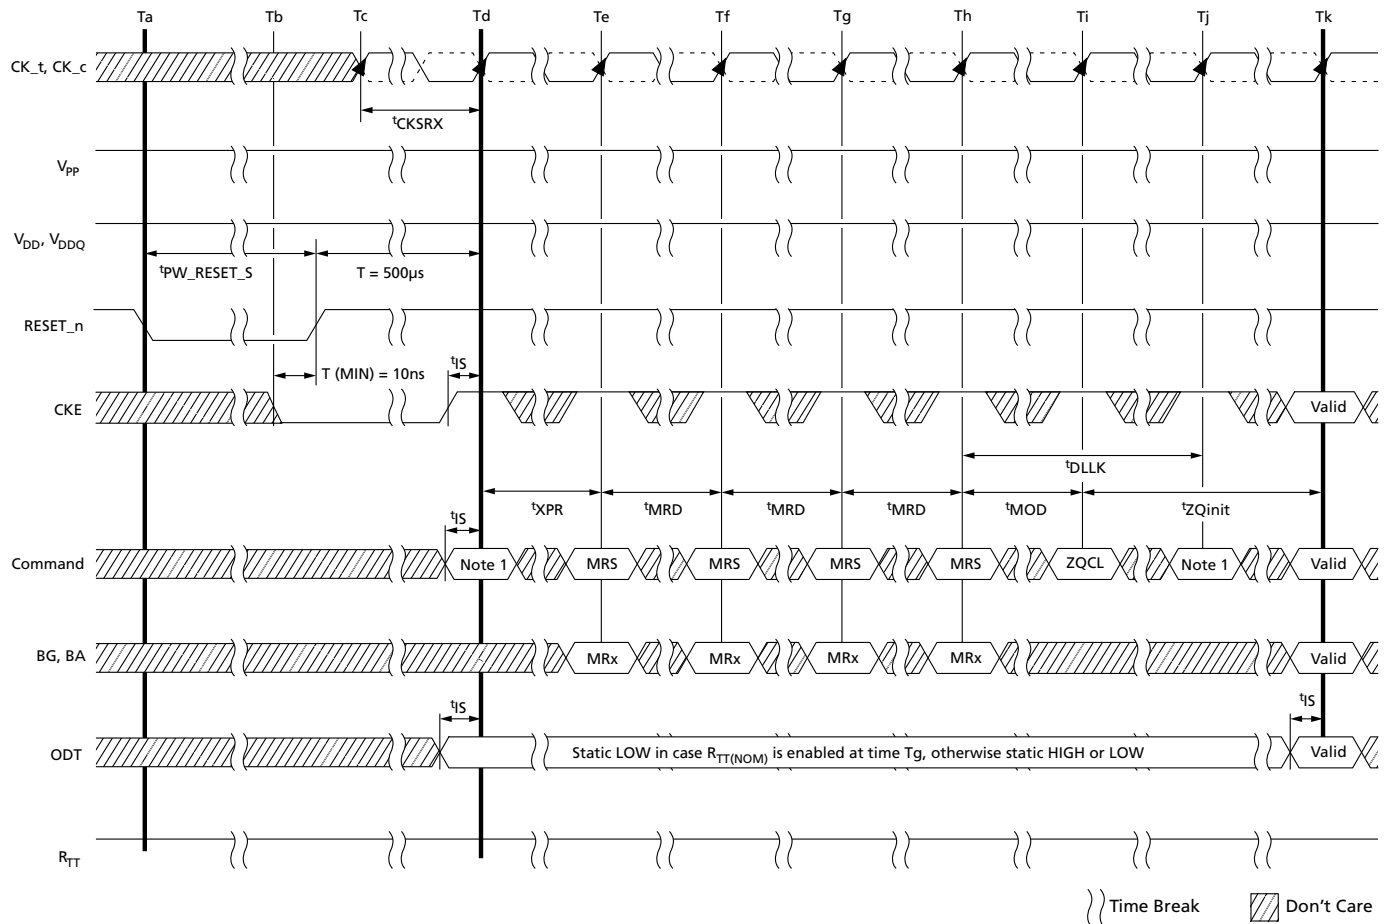 Ta Tb Tc Td Te Tf Tg Th Ti Tj Tk
CK_t, CK_c
tCKSRX
VPP
VDD, VDDQ
tPW_RESET_S T = 500µs
RESET_n
T (MIN) = 10ns tIS
CKE Valid
tDLLK
tXPR tMRD tMRD tMRD tMOD tZQinit
tIS
Command Note 1 MRS MRS MRS MRS ZQCL Note 1 Valid
BG, BA MRx MRx MRx MRx Valid
tIS tIS
ODT Static LOW in case RTT(NOM) is enabled at time Tg, otherwise static HIGH or LOW Valid
RTT
Time Break Don't Care